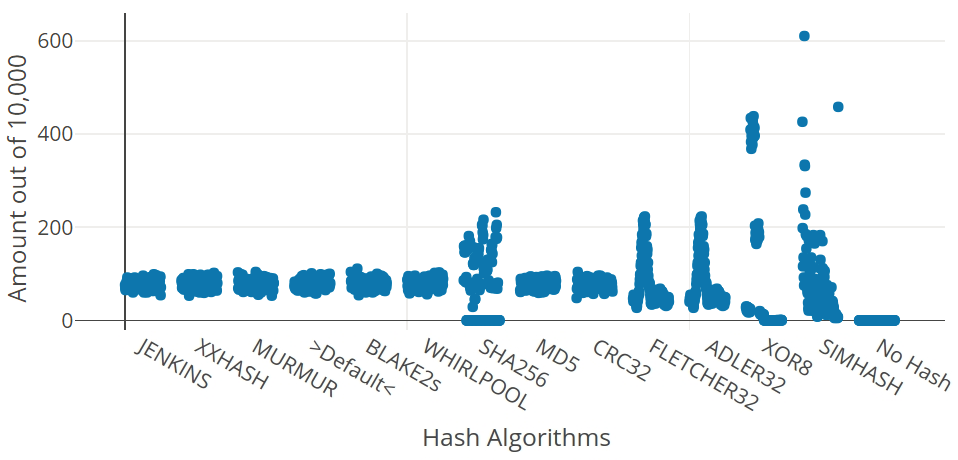 Amount out of 10,000
600
400
200
0
JENKINS
XXHASH
MURMUR
>Default<
BLAKE2s
WHIRLPOOL
SHA256
MD5
CRC32
FLETCHER32
ADLER32
XOR8
SIMHASH
No Hash
Hash Algorithms